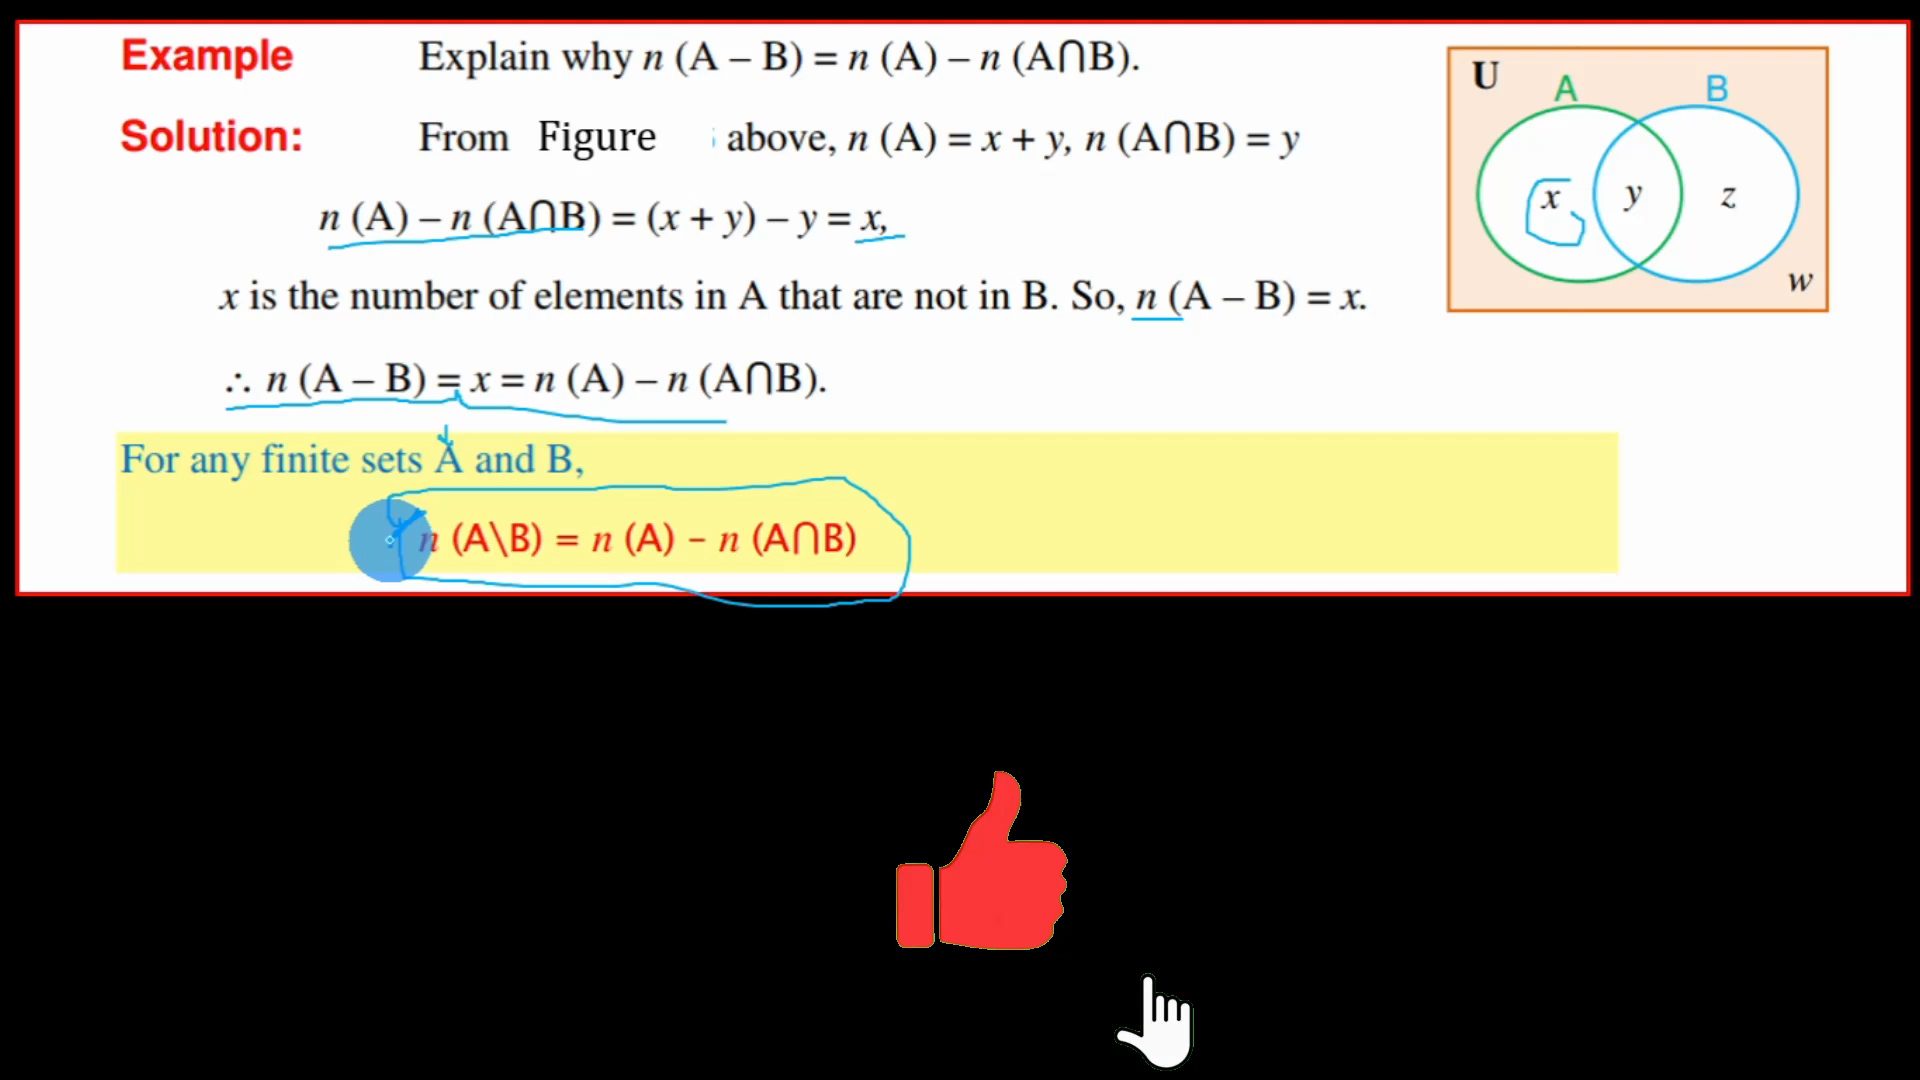 Example Explain why n (A – B) = n (A) – n (A∩B).
Solution: From Figure above, n (A) = x + y, n (A∩B) = y
n (A) – n (A∩B) = (x + y) – y = x,
x is the number of elements in A that are not in B. So, n (A – B) = x.
∴ n (A – B) = x = n (A) – n (A∩B).
For any finite sets A and B,
n (A\B) = n (A) – n (A∩B)
U
A B
x y z
w